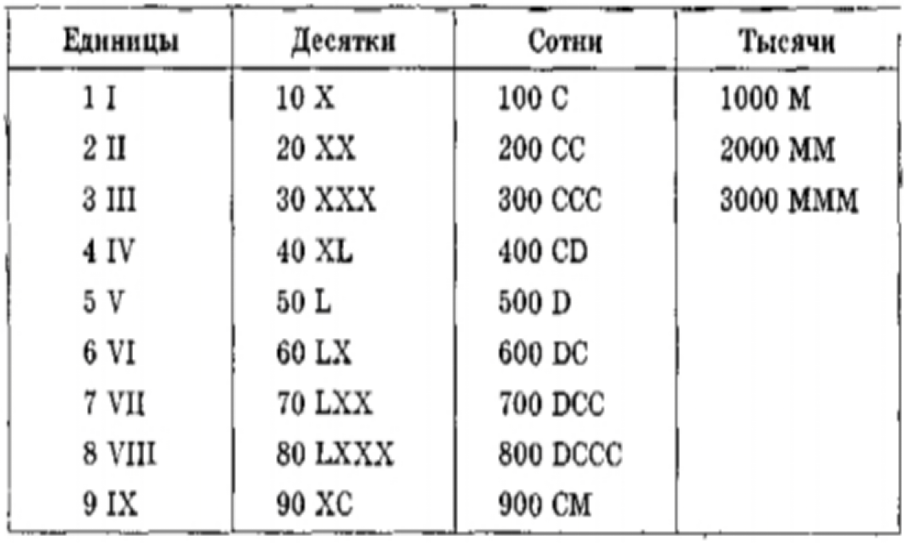 Единицы Десятки Сотни Тысячи
1 I 10 X 100 C 1000 M
2 II 20 XX 200 CC 2000 MM
3 III 30 XXX 300 CCC 3000 MMM
4 IV 40 XL 400 CD
5 V 50 L 500 D
6 VI 60 LX 600 DC
7 VII 70 LXX 700 DCC
8 VIII 80 LXXX 800 DCCC
9 IX 90 XC 900 CM